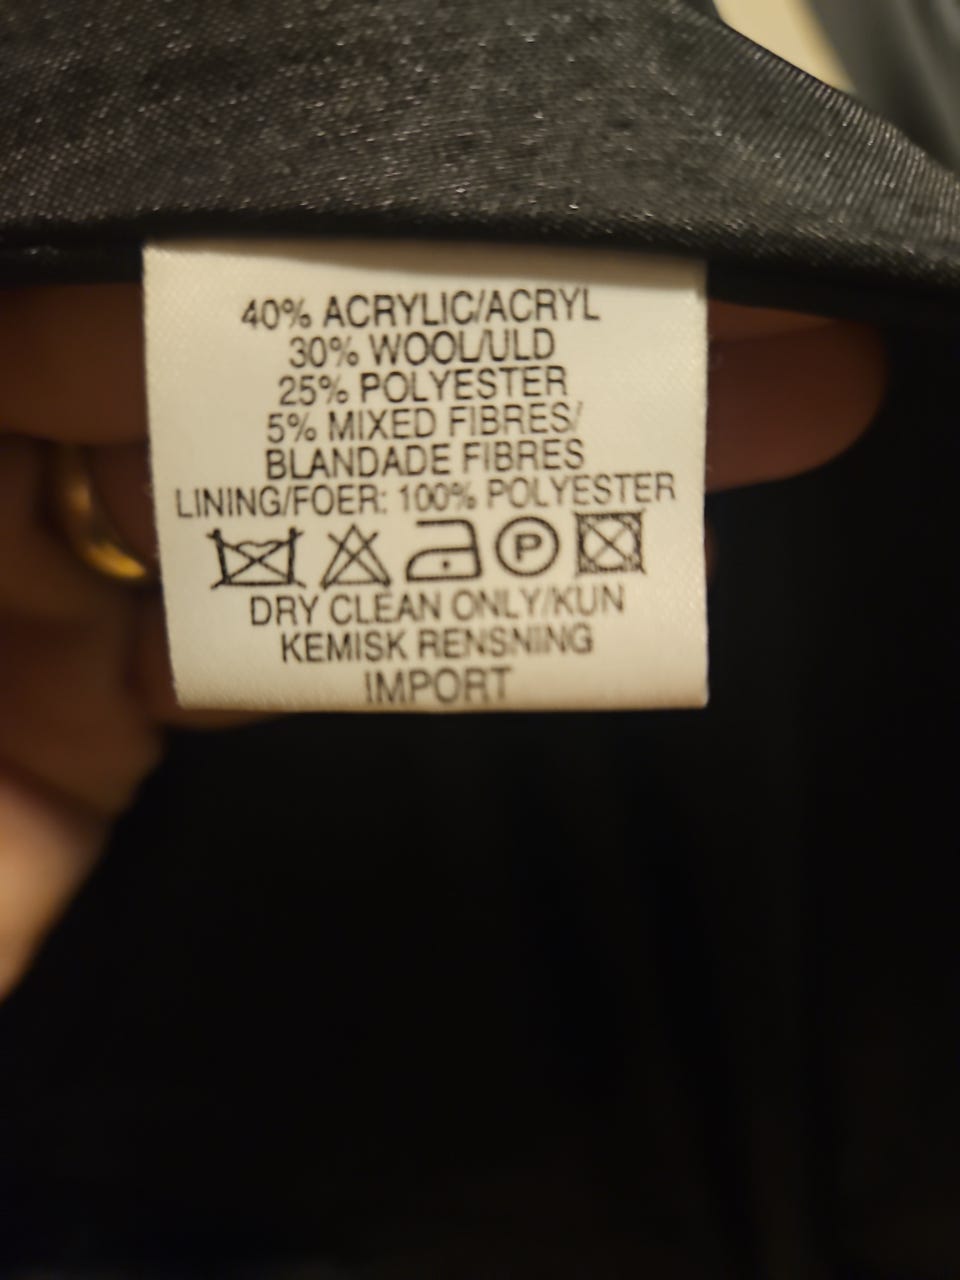 40% ACRYLIC/ACRYL
30% WOOL/ULD
25% POLYESTER
5% MIXED FIBRES/
BLANDADE FIBRES
LINING/FOER: 100% POLYESTER
P
DRY CLEAN ONLY/KUN
KEMISK RENSNING
IMPORT